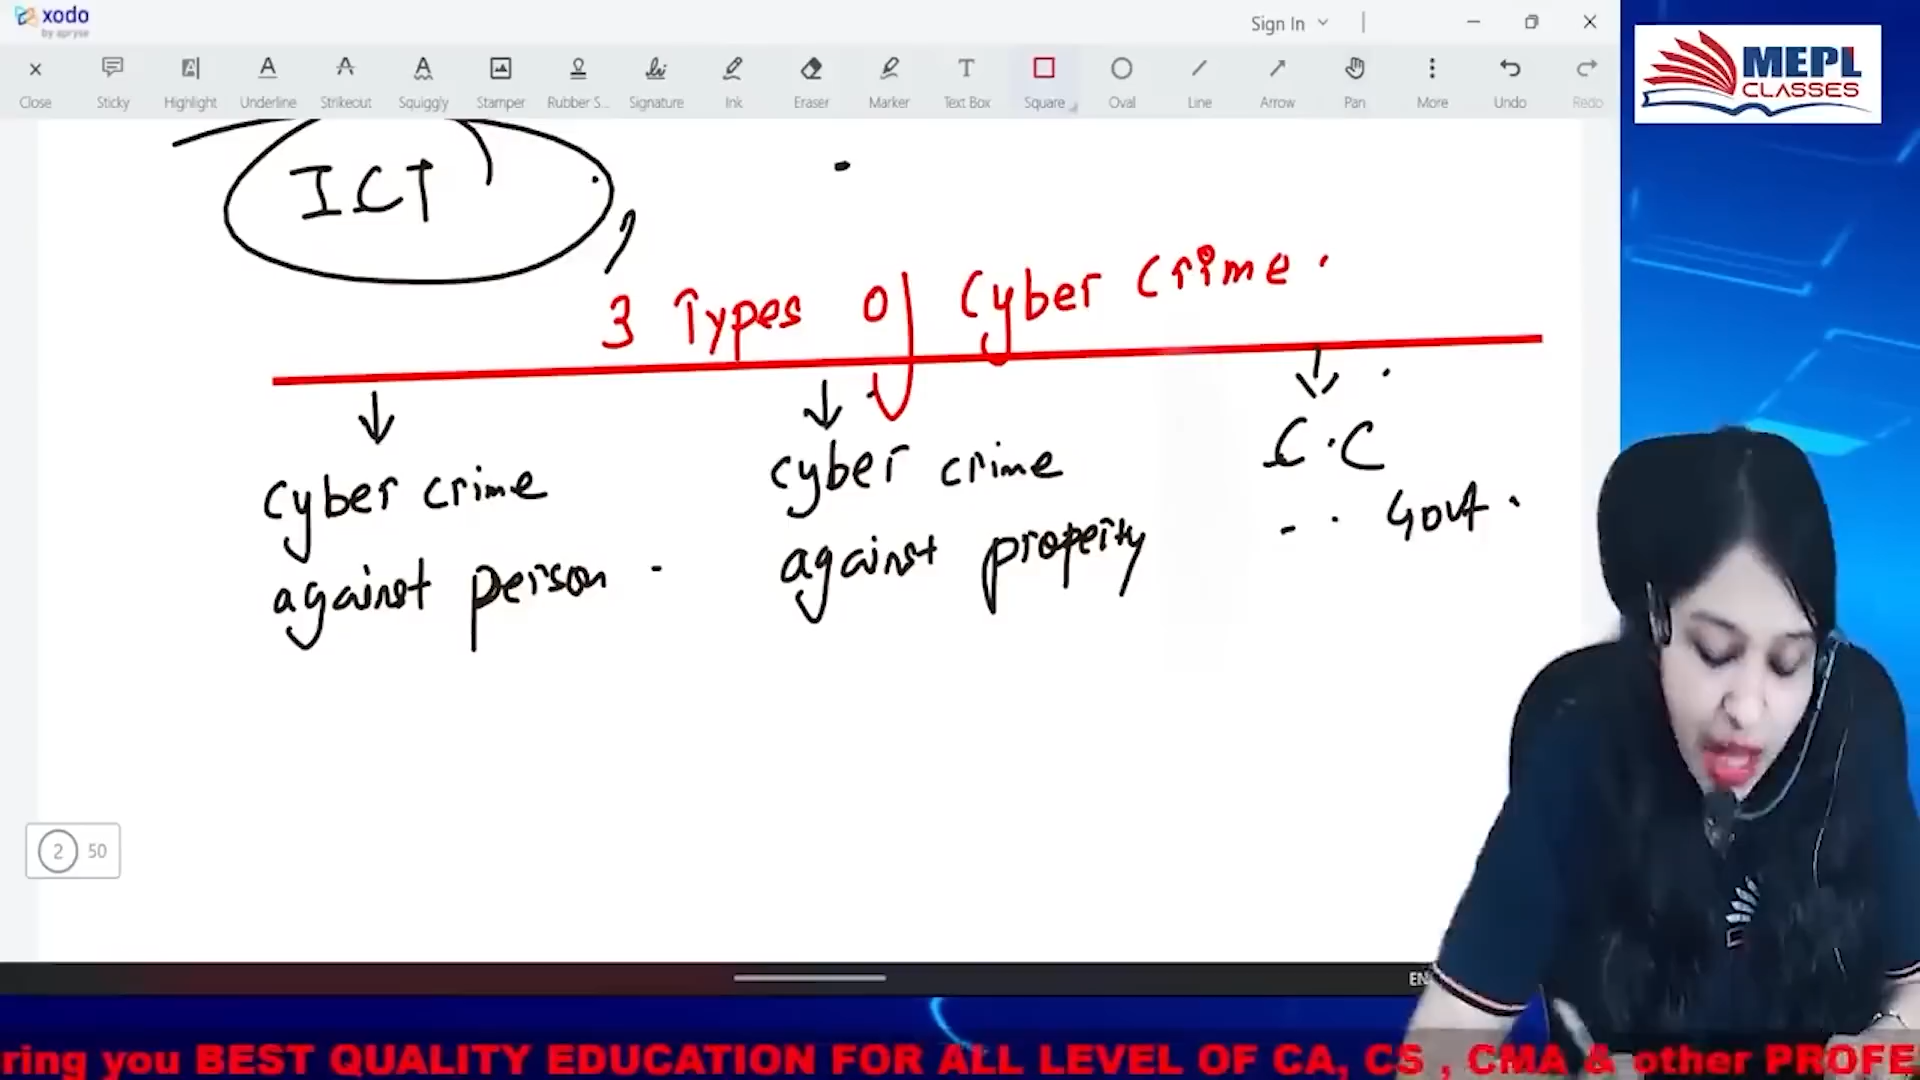 xodo
by apryse
Sign In
Close Sticky Highlight Underline Strikeout Squiggly Stamper Rubber S... Signature Ink Eraser Marker Text Box Square Oval Line Arrow Pan More Undo Redo
MEPL
CLASSES
ICT
3 Types of Cyber Crime.
cyber crime
against person
cyber crime
against property
C.C
Govt.
2 50
EN
ring you BEST QUALITY EDUCATION FOR ALL LEVEL OF CA, CS , CMA & other PROFE